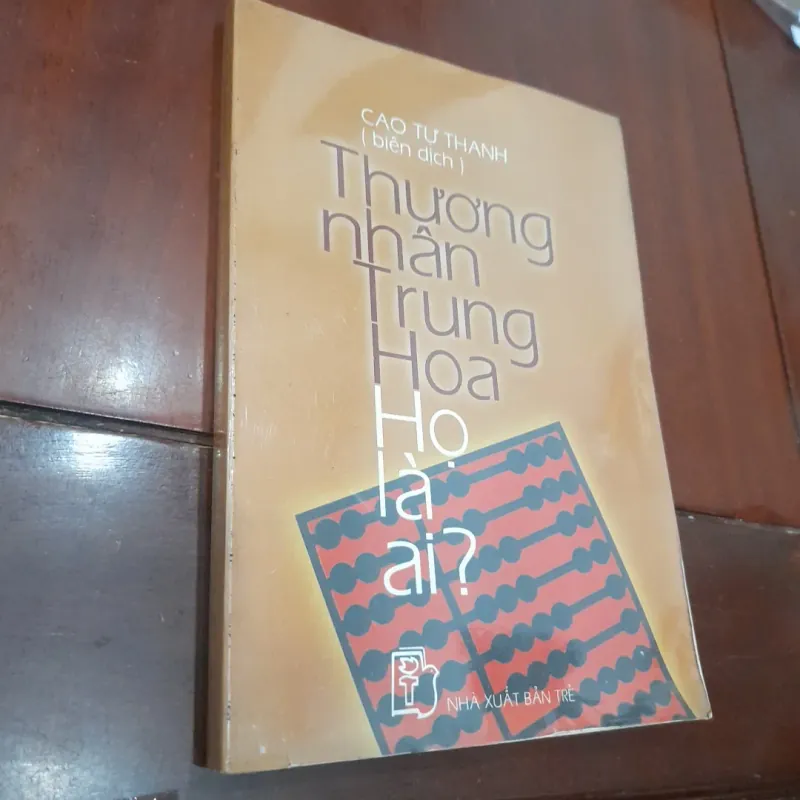 CAO TỰ THANH
( biên dịch )
Thương
nhân
Trung
Hoa
Họ
là
ai?
NHÀ XUẤT BẢN TRẺ